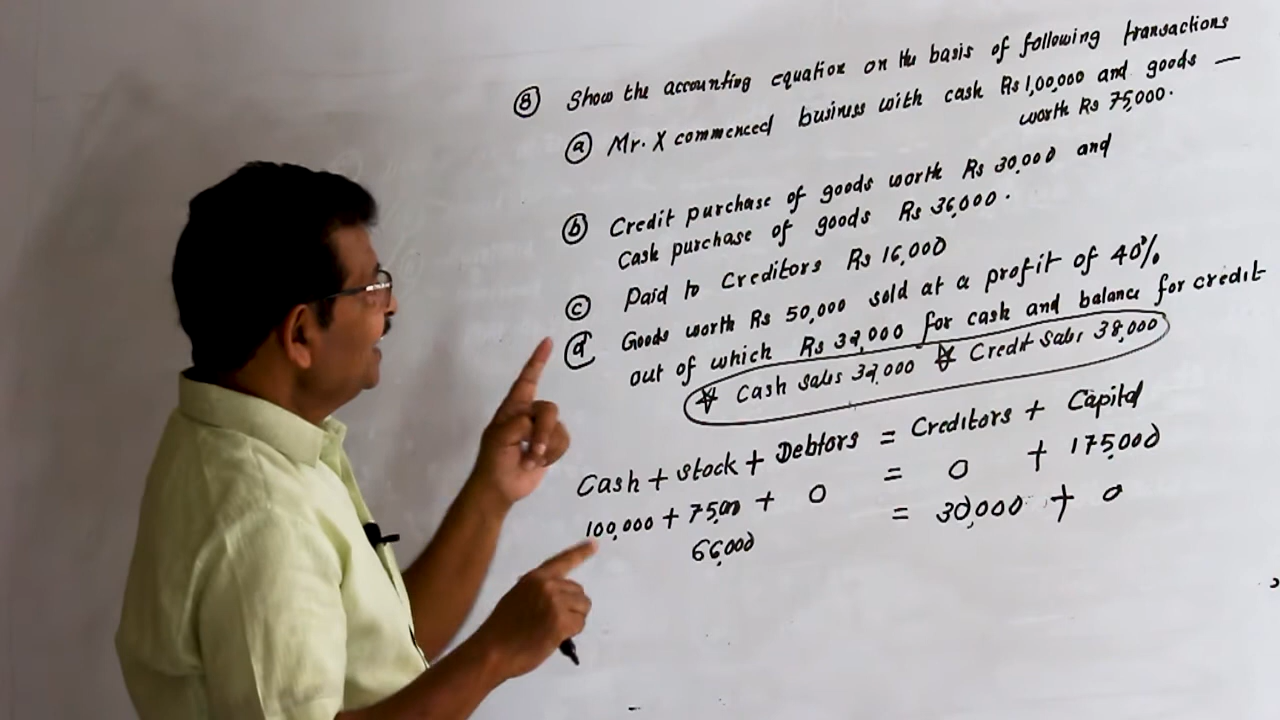 ⑧ Show the accounting equation on the basis of following transactions
ⓐ Mr. X commenced business with cash Rs 1,00,000 and goods —
worth Rs 75,000.
ⓑ Credit purchase of goods worth Rs 30,000 and
Cash purchase of goods Rs 36,000.
ⓒ Paid to Creditors Rs 16,000
ⓓ Goods worth Rs 50,000 sold at a profit of 40%
out of which Rs 32,000 for cash and balance for credit
☆ Cash Sales 32,000 ☆ Credit Sales 38,000
Cash + Stock + Debtors = Creditors + Capital
100,000 + 75,00 + 0 = 0 + 175,000
66,000 = 30,000 + 0